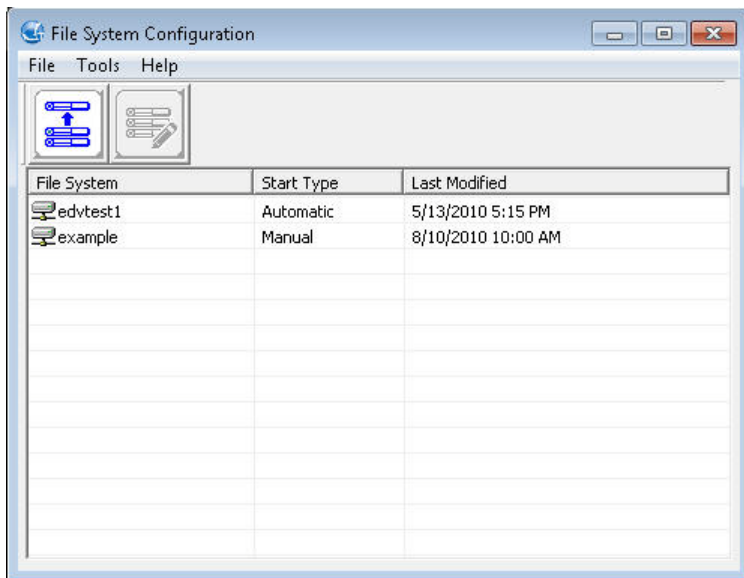 File System Configuration
File Tools Help
File System Start Type Last Modified
edvtest1 Automatic 5/13/2010 5:15 PM
example Manual 8/10/2010 10:00 AM